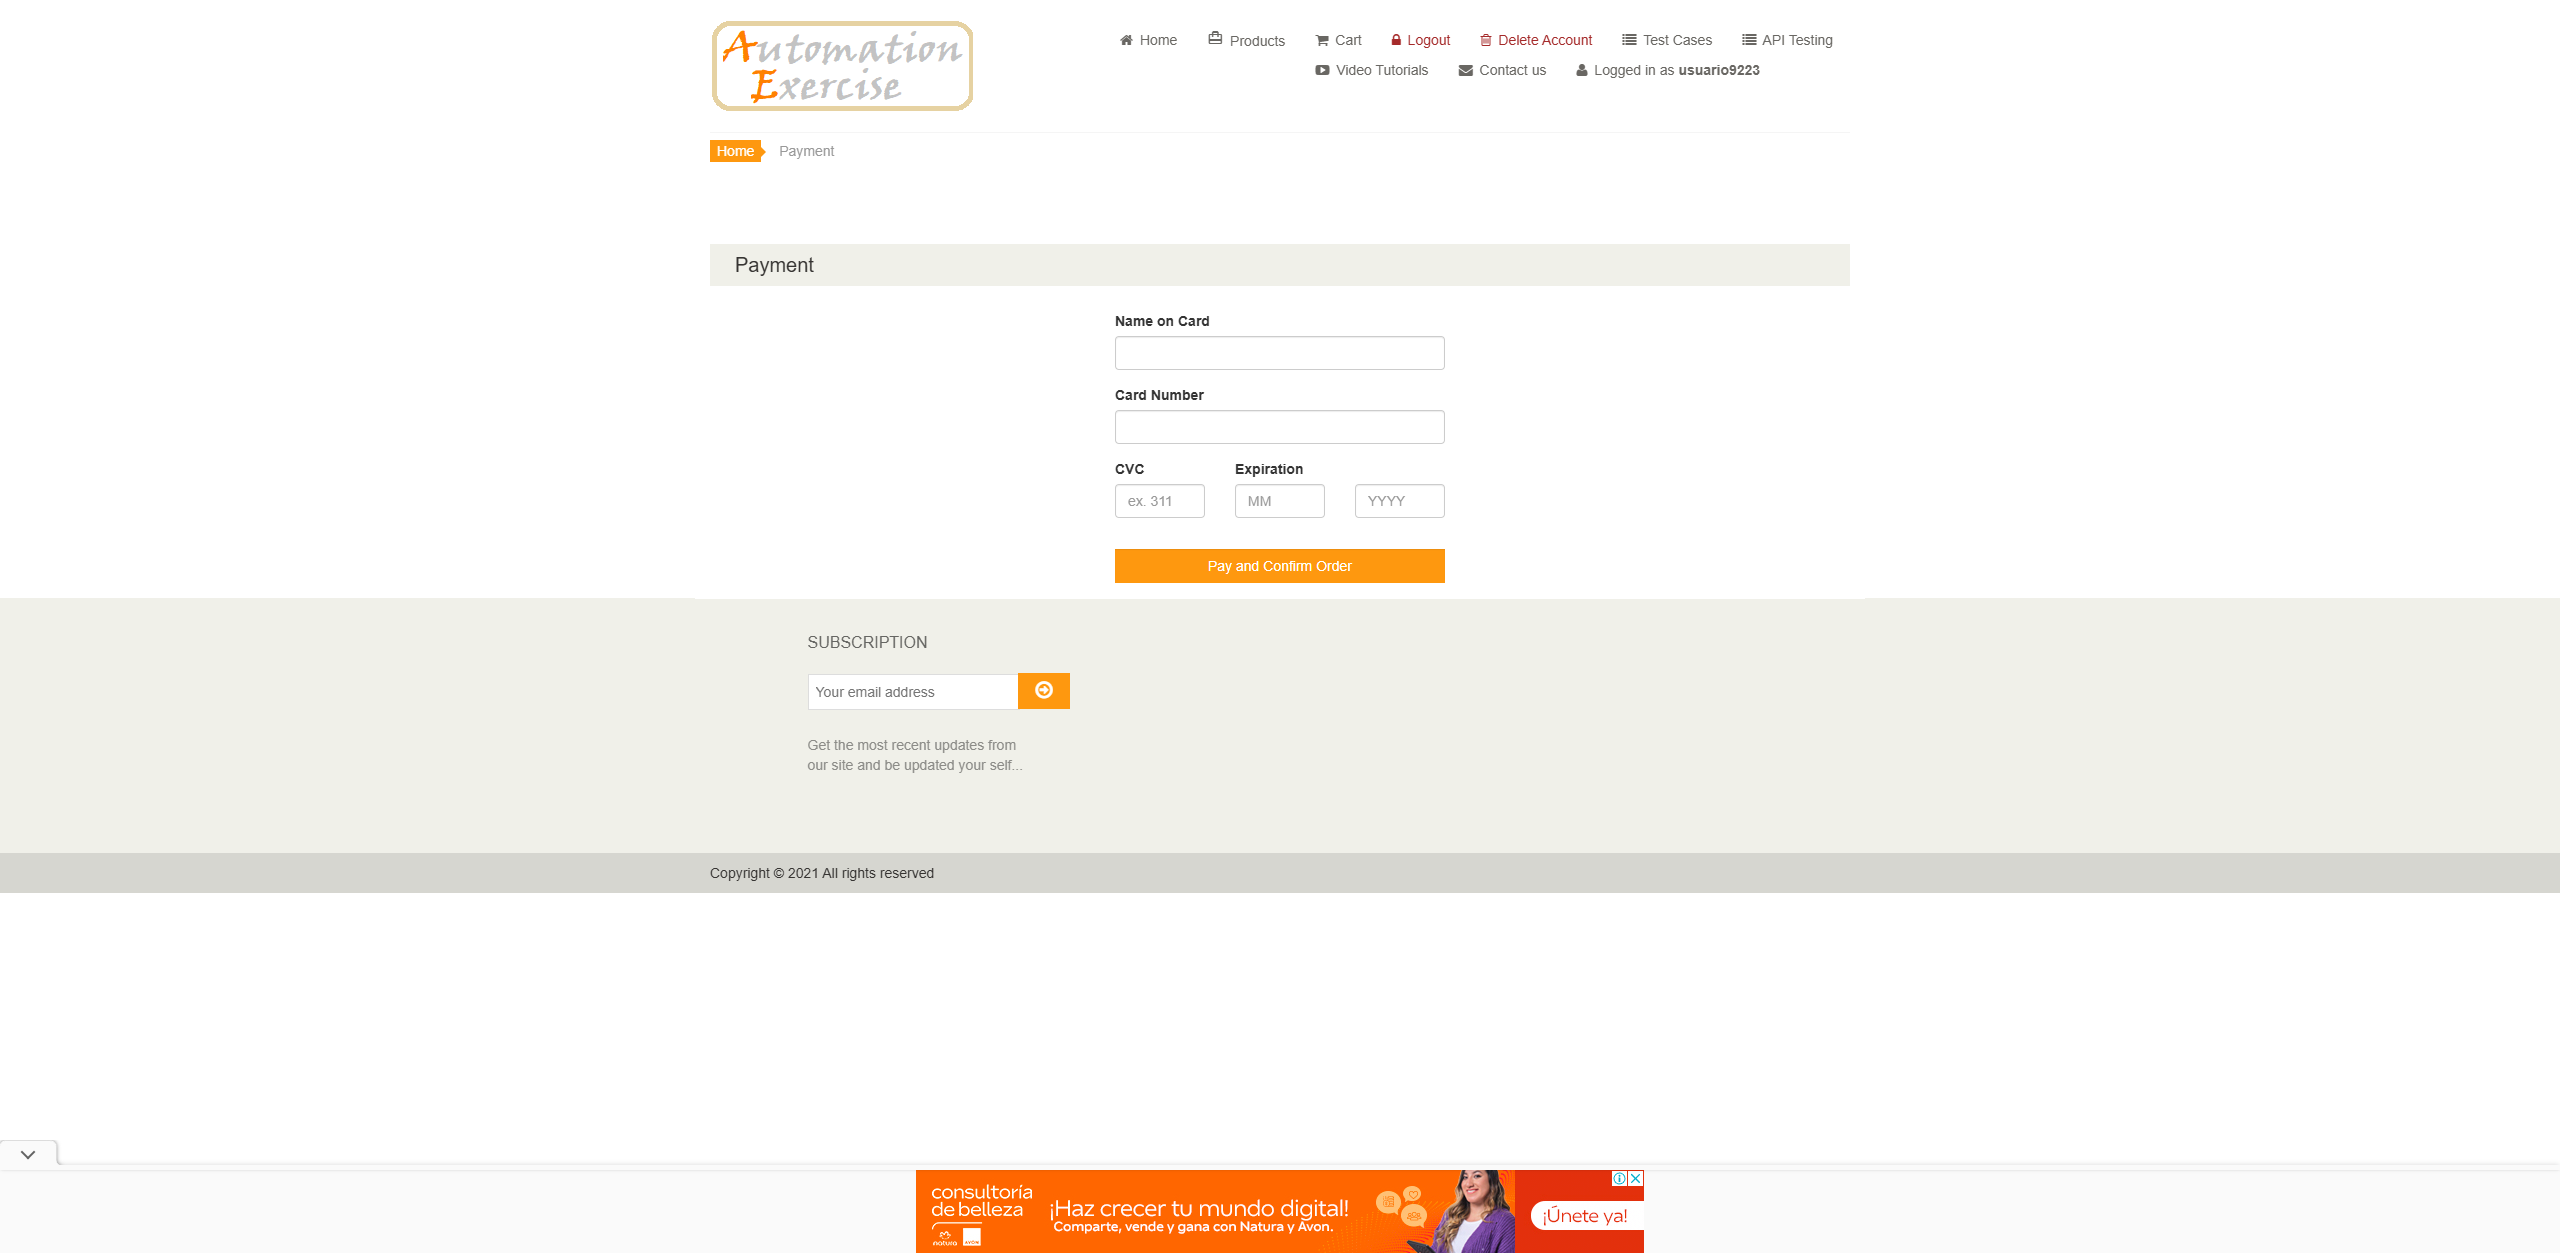 Automation
Exercise
Home Products Cart Logout Delete Account Test Cases API Testing
Video Tutorials Contact us Logged in as usuario9223
Home Payment
Payment
Name on Card
Card Number
CVC Expiration
ex. 311 MM YYYY
Pay and Confirm Order
SUBSCRIPTION
Your email address
Get the most recent updates from
our site and be updated your self...
Copyright © 2021 All rights reserved
consultoría
de belleza
natura AVON
¡Haz crecer tu mundo digital!
Comparte, vende y gana con Natura y Avon.
¡Únete ya!